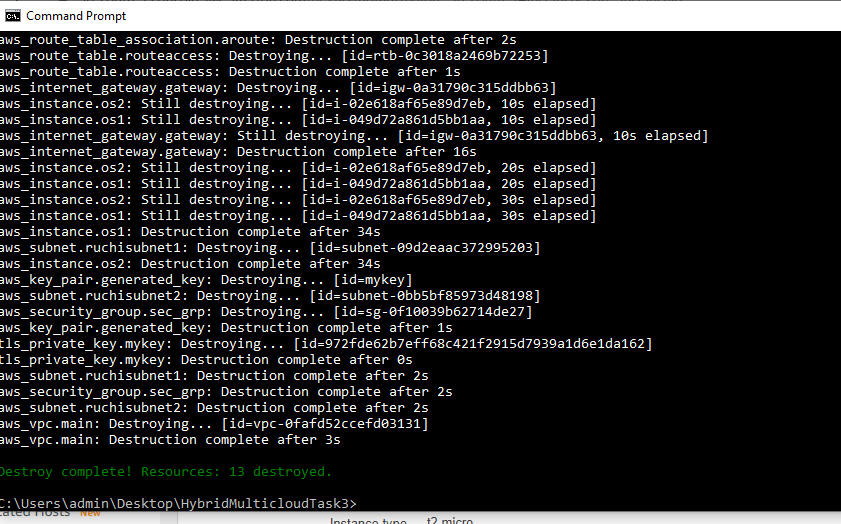 Command Prompt
aws_route_table_association.aroute: Destruction complete after 2s
aws_route_table.routeaccess: Destroying... [id=rtb-0c3018a2469b72253]
aws_route_table.routeaccess: Destruction complete after 1s
aws_internet_gateway.gateway: Destroying... [id=igw-0a31790c315ddbb63]
aws_instance.os2: Still destroying... [id=i-02e618af65e89d7eb, 10s elapsed]
aws_instance.os1: Still destroying... [id=i-049d72a861d5bb1aa, 10s elapsed]
aws_internet_gateway.gateway: Still destroying... [id=igw-0a31790c315ddbb63, 10s elapsed]
aws_internet_gateway.gateway: Destruction complete after 16s
aws_instance.os2: Still destroying... [id=i-02e618af65e89d7eb, 20s elapsed]
aws_instance.os1: Still destroying... [id=i-049d72a861d5bb1aa, 20s elapsed]
aws_instance.os2: Still destroying... [id=i-02e618af65e89d7eb, 30s elapsed]
aws_instance.os1: Still destroying... [id=i-049d72a861d5bb1aa, 30s elapsed]
aws_instance.os1: Destruction complete after 34s
aws_subnet.ruchisubnet1: Destroying... [id=subnet-09d2eaac372995203]
aws_instance.os2: Destruction complete after 34s
aws_key_pair.generated_key: Destroying... [id=mykey]
aws_subnet.ruchisubnet2: Destroying... [id=subnet-0bb5bf85973d48198]
aws_security_group.sec_grp: Destroying... [id=sg-0f10039b62714de27]
aws_key_pair.generated_key: Destruction complete after 1s
tls_private_key.mykey: Destroying... [id=972fde62b7eff68c421f2915d7939a1d6e1da162]
tls_private_key.mykey: Destruction complete after 0s
aws_subnet.ruchisubnet1: Destruction complete after 2s
aws_security_group.sec_grp: Destruction complete after 2s
aws_subnet.ruchisubnet2: Destruction complete after 2s
aws_vpc.main: Destroying... [id=vpc-0fafd52ccefd03131]
aws_vpc.main: Destruction complete after 3s
Destroy complete! Resources: 13 destroyed.
C:\Users\admin\Desktop\HybridMulticloudTask3>
Hosts New
Instance type t2.micro